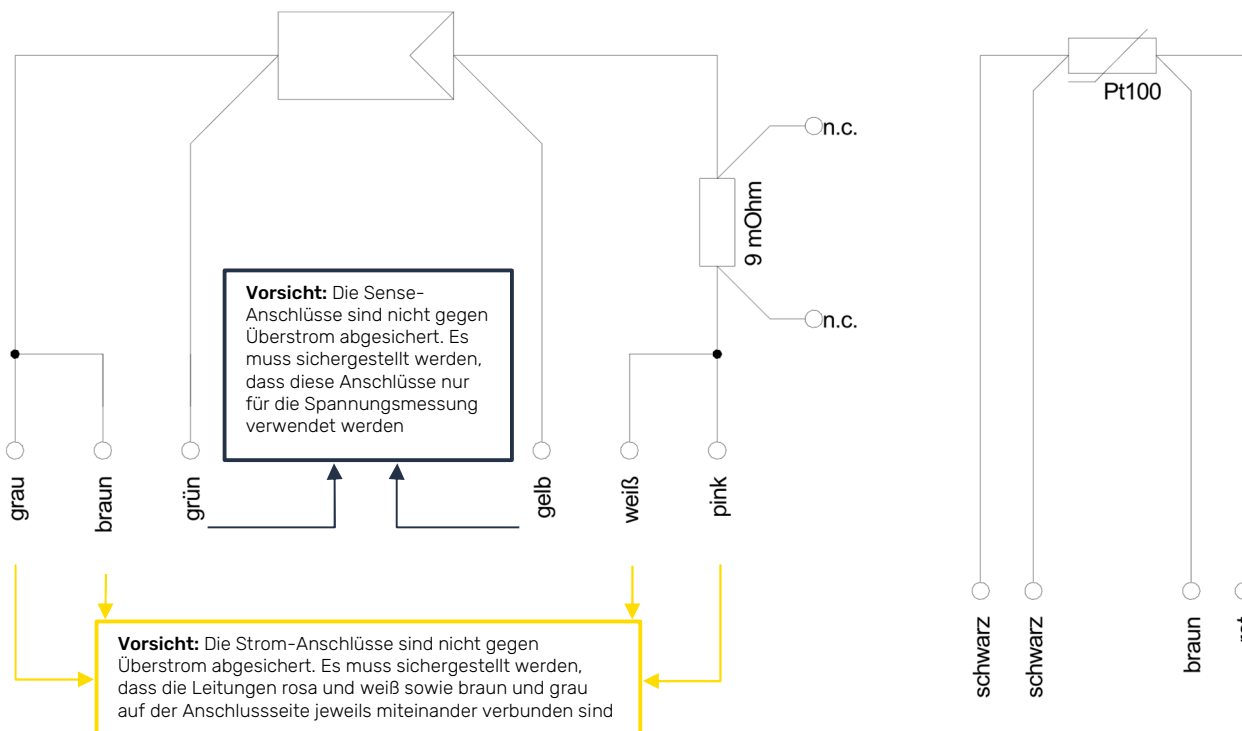 Pt100
n.c.
9 mOhm
n.c.
Vorsicht: Die Sense-
Anschlüsse sind nicht gegen
Überstrom abgesichert. Es
muss sichergestellt werden,
dass diese Anschlüsse nur
für die Spannungsmessung
verwendet werden
grau
braun
grün
gelb
weiß
pink
schwarz
schwarz
braun
Vorsicht: Die Strom-Anschlüsse sind nicht gegen
Überstrom abgesichert. Es muss sichergestellt werden,
dass die Leitungen rosa und weiß sowie braun und grau
auf der Anschlussseite jeweils miteinander verbunden sind